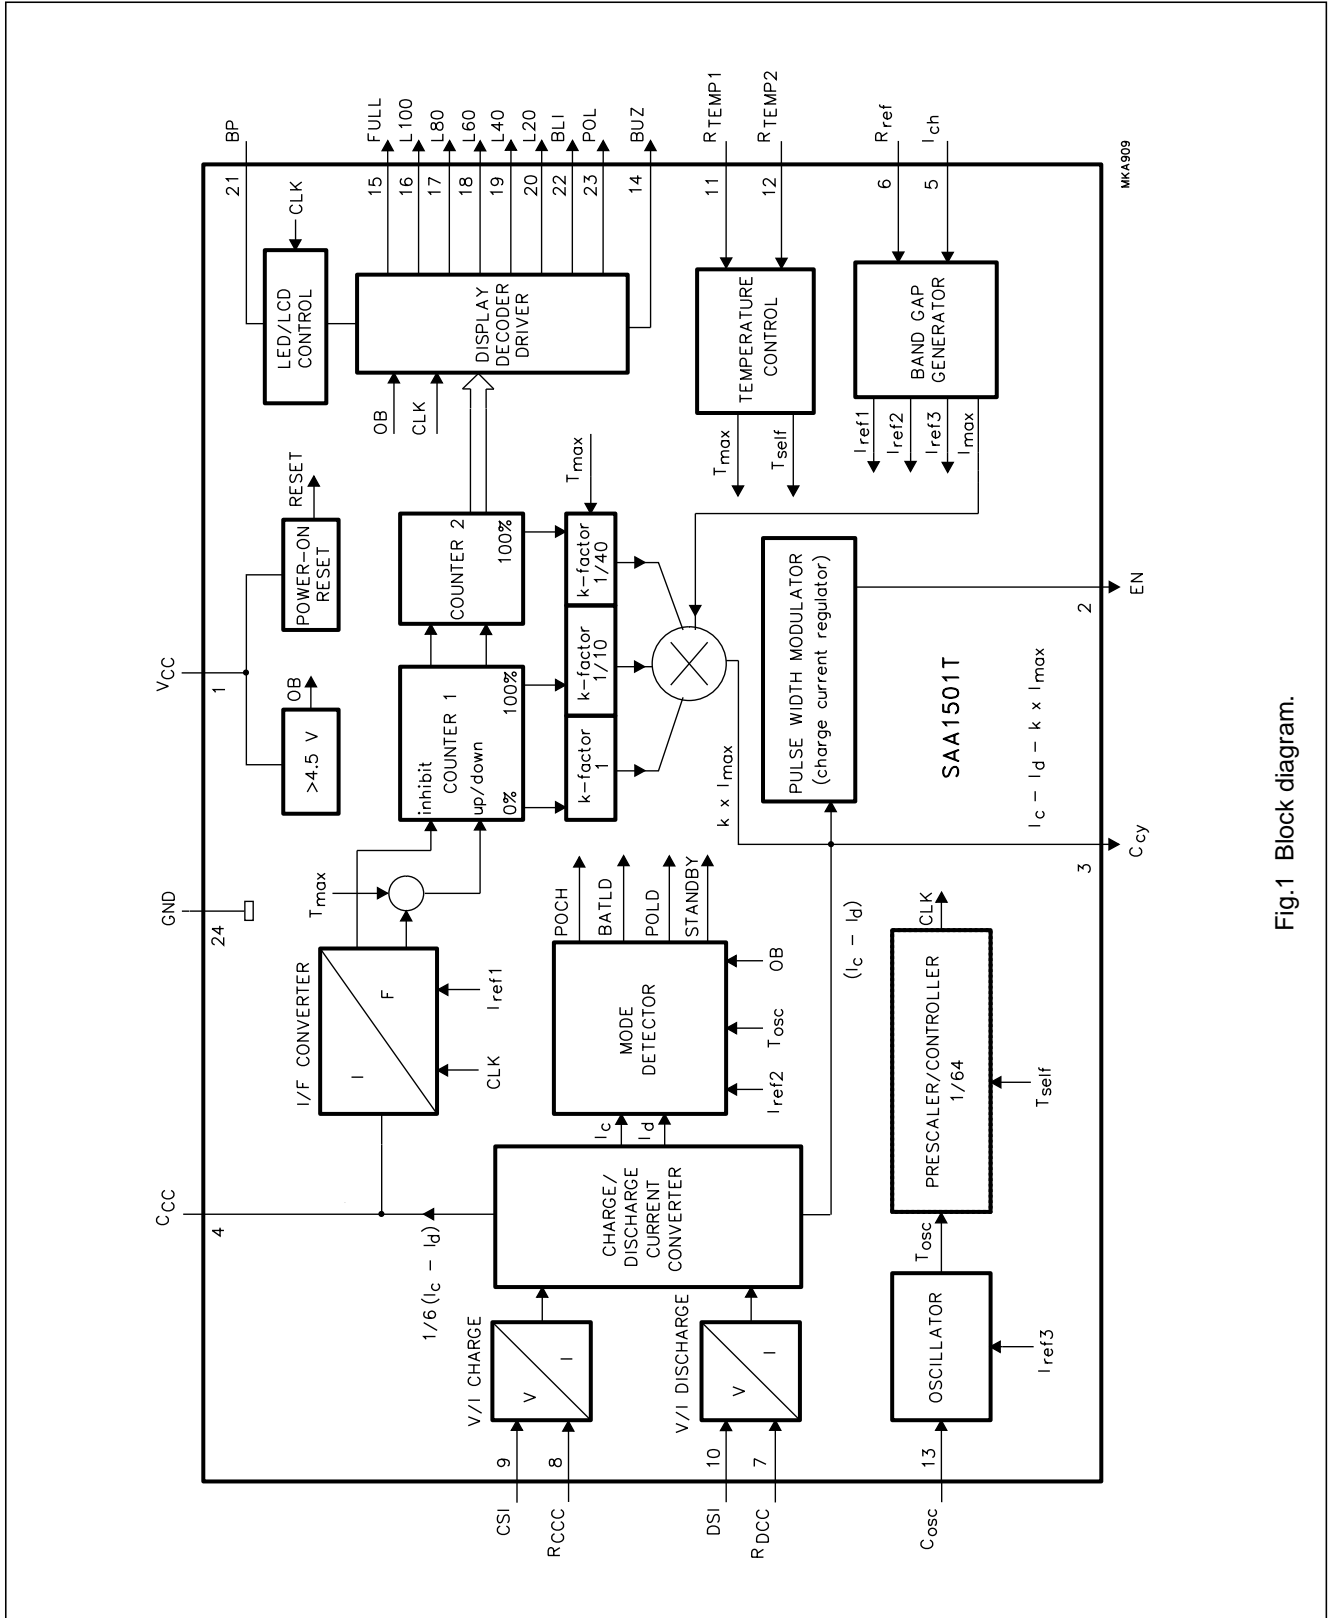 VCC
1
GND
24
CCC
4
BP
21
>4.5 V
OB
POWER-ON
RESET
RESET
LED/LCD
CONTROL
CLK
I/F CONVERTER
I
F
CLK
Iref1
Tmax
inhibit
COUNTER 1
up/down
0%
100%
COUNTER 2
100%
OB
CLK
DISPLAY
DECODER
DRIVER
15
FULL
16
L100
17
L80
18
L60
19
L40
20
L20
22
BLI
23
POL
14
BUZ
1/6 (Ic – Id)
V/I CHARGE
V
I
CSI
9
RCCC
8
V/I DISCHARGE
V
I
DSI
10
RDCC
7
CHARGE/
DISCHARGE
CURRENT
CONVERTER
Ic
Id
MODE
DETECTOR
Iref2
Tosc
OB
POCH
BATLD
POLD
STANDBY
k-factor
1
k-factor
1/10
k-factor
1/40
Tmax
k x Imax
TEMPERATURE
CONTROL
Tmax
Tself
11
RTEMP1
12
RTEMP2
PULSE WIDTH MODULATOR
(charge current regulator)
BAND GAP
GENERATOR
Iref1
Iref2
Iref3
Imax
6
Rref
5
Ich
(Ic – Id)
Cosc
13
OSCILLATOR
Iref3
Tosc
PRESCALER/CONTROLLER
1/64
Tself
CLK
SAA1501T
Ic – Id – k x Imax
3
Ccy
2
EN
MKA909
Fig.1 Block diagram.